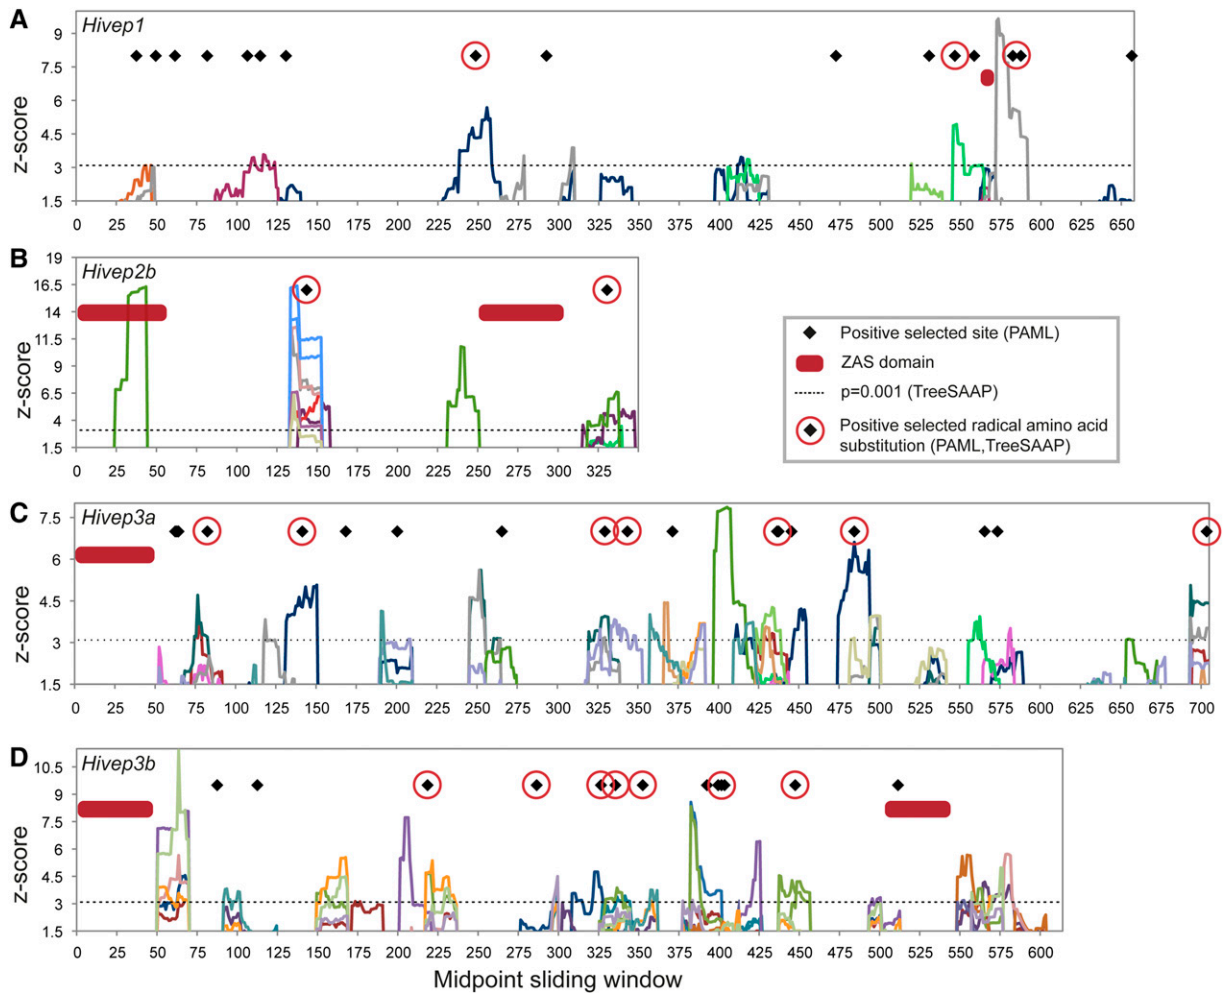 A
Hivep1
z-score
9
7.5
6
4.5
3
1.5
0 25 50 75 100 125 150 175 200 225 250 275 300 325 350 375 400 425 450 475 500 525 550 575 600 625 650
B
Hivep2b
z-score
19
16.5
14
11.5
9
6.5
4
1.5
0 25 50 75 100 125 150 175 200 225 250 275 300 325
Positive selected site (PAML)
ZAS domain
p=0.001 (TreeSAAP)
Positive selected radical amino acid
substitution (PAML,TreeSAAP)
C
Hivep3a
z-score
7.5
6
4.5
3
1.5
0 25 50 75 100 125 150 175 200 225 250 275 300 325 350 375 400 425 450 475 500 525 550 575 600 625 650 675 700
D
Hivep3b
z-score
10.5
9
7.5
6
4.5
3
1.5
0 25 50 75 100 125 150 175 200 225 250 275 300 325 350 375 400 425 450 475 500 525 550 575 600
Midpoint sliding window